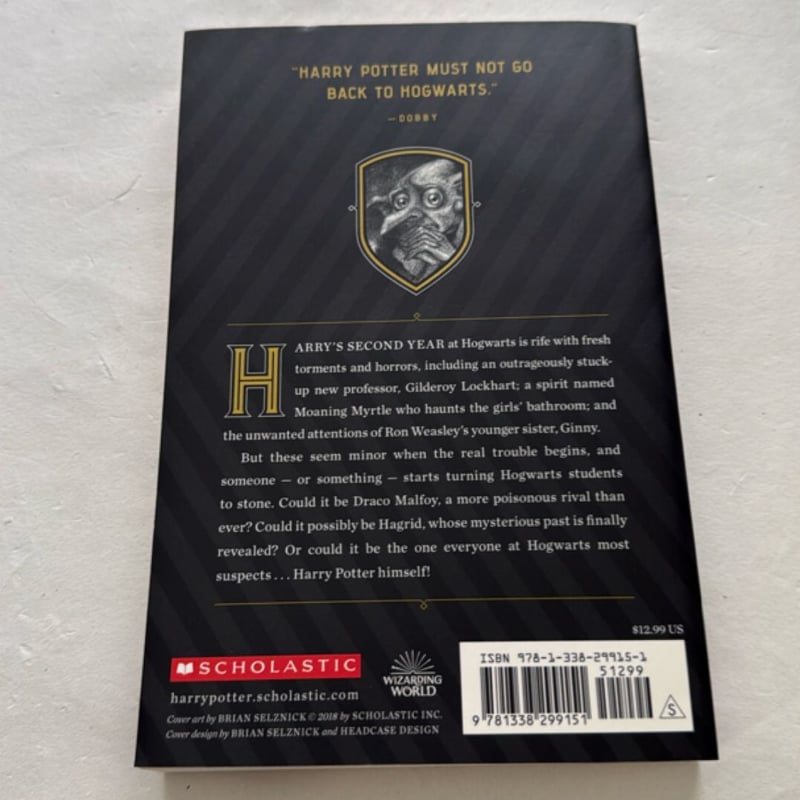 "HARRY POTTER MUST NOT GO
BACK TO HOGWARTS."
—DOBBY
HARRY'S SECOND YEAR at Hogwarts is rife with fresh
torments and horrors, including an outrageously stuck-
up new professor, Gilderoy Lockhart; a spirit named
Moaning Myrtle who haunts the girls' bathroom; and
the unwanted attentions of Ron Weasley's younger sister, Ginny.
But these seem minor when the real trouble begins, and
someone — or something — starts turning Hogwarts students
to stone. Could it be Draco Malfoy, a more poisonous rival than
ever? Could it possibly be Hagrid, whose mysterious past is finally
revealed? Or could it be the one everyone at Hogwarts most
suspects . . . Harry Potter himself!
$12.99 US
SCHOLASTIC
harrypotter.scholastic.com
Cover art by BRIAN SELZNICK © 2018 by SCHOLASTIC INC.
Cover design by BRIAN SELZNICK and HEADCASE DESIGN
WIZARDING
WORLD
ISBN 978-1-338-29915-1
51299
9 781338 299151
S